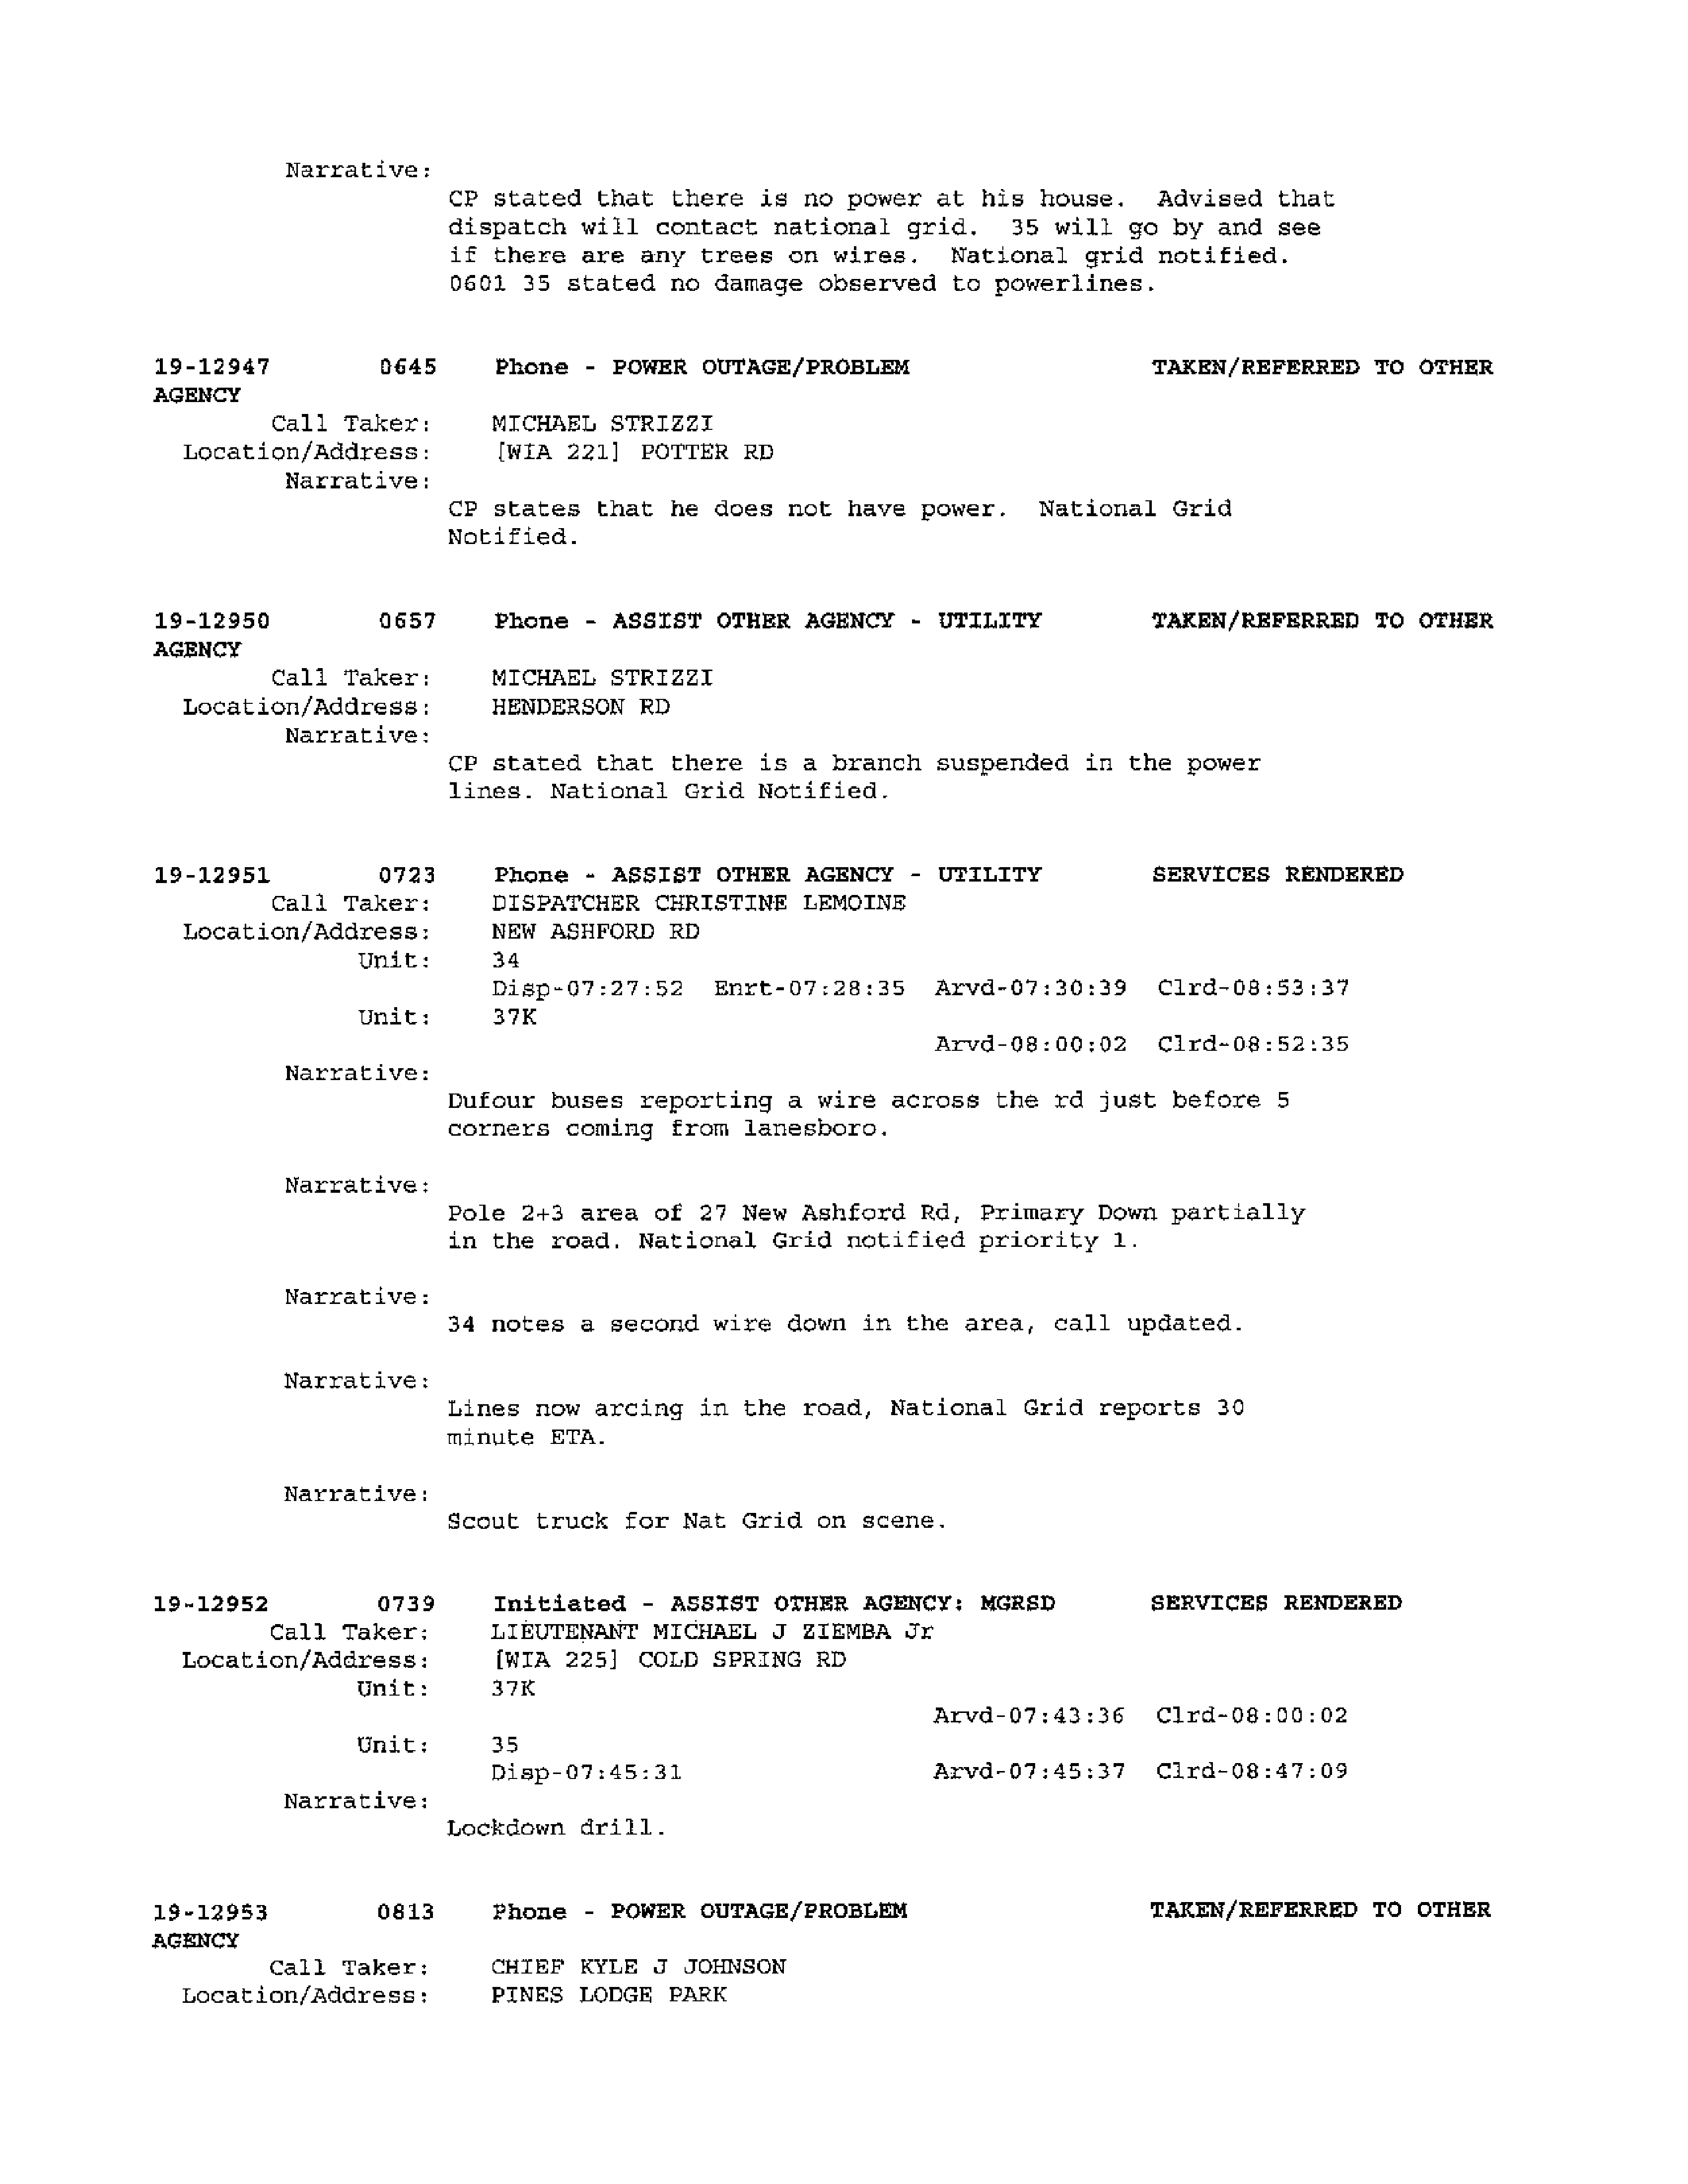 Narrative:
CP stated that there is no power at his house. Advised that
dispatch will contact national grid. 35 will go by and see
if there are any trees on wires. National grid notified.
0601 35 stated no damage observed to powerlines.
19-12947 0645 Phone - POWER OUTAGE/PROBLEM TAKEN/REFERRED TO OTHER
AGENCY
Call Taker: MICHAEL STRIZZI
Location/Address: [WIA 221] POTTER RD
Narrative:
CP states that he does not have power. National Grid
Notified.
19-12950 0657 Phone - ASSIST OTHER AGENCY - UTILITY TAKEN/REFERRED TO OTHER
AGENCY
Call Taker: MICHAEL STRIZZI
Location/Address: HENDERSON RD
Narrative:
CP stated that there is a branch suspended in the power
lines. National Grid Notified.
19-12951 0723 Phone - ASSIST OTHER AGENCY - UTILITY SERVICES RENDERED
Call Taker: DISPATCHER CHRISTINE LEMOINE
Location/Address: NEW ASHFORD RD
Unit: 34
Disp-07:27:52 Enrt-07:28:35 Arvd-07:30:39 Clrd-08:53:37
Unit: 37K
Arvd-08:00:02 Clrd-08:52:35
Narrative:
Dufour buses reporting a wire across the rd just before 5
corners coming from lanesboro.
Narrative:
Pole 2+3 area of 27 New Ashford Rd, Primary Down partially
in the road. National Grid notified priority 1.
Narrative:
34 notes a second wire down in the area, call updated.
Narrative:
Lines now arcing in the road, National Grid reports 30
minute ETA.
Narrative:
Scout truck for Nat Grid on scene.
19-12952 0739 Initiated - ASSIST OTHER AGENCY: MGRSD SERVICES RENDERED
Call Taker: LIEUTENANT MICHAEL J ZIEMBA Jr
Location/Address: [WIA 225] COLD SPRING RD
Unit: 37K
Arvd-07:43:36 Clrd-08:00:02
Unit: 35
Disp-07:45:31 Arvd-07:45:37 Clrd-08:47:09
Narrative:
Lockdown drill.
19-12953 0813 Phone - POWER OUTAGE/PROBLEM TAKEN/REFERRED TO OTHER
AGENCY
Call Taker: CHIEF KYLE J JOHNSON
Location/Address: PINES LODGE PARK